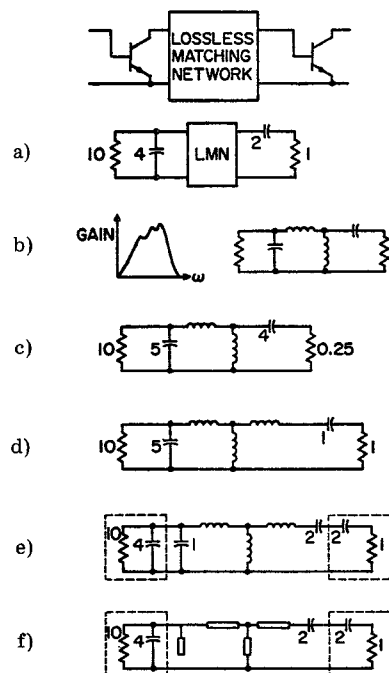 LOSSLESS
MATCHING
NETWORK
a) 10 4 LMN 2 1
b) GAIN ω
c) 10 5 4 0.25
d) 10 5 1 1
e) 10 4 1 2 2 1
f) 10 4 2 2 1